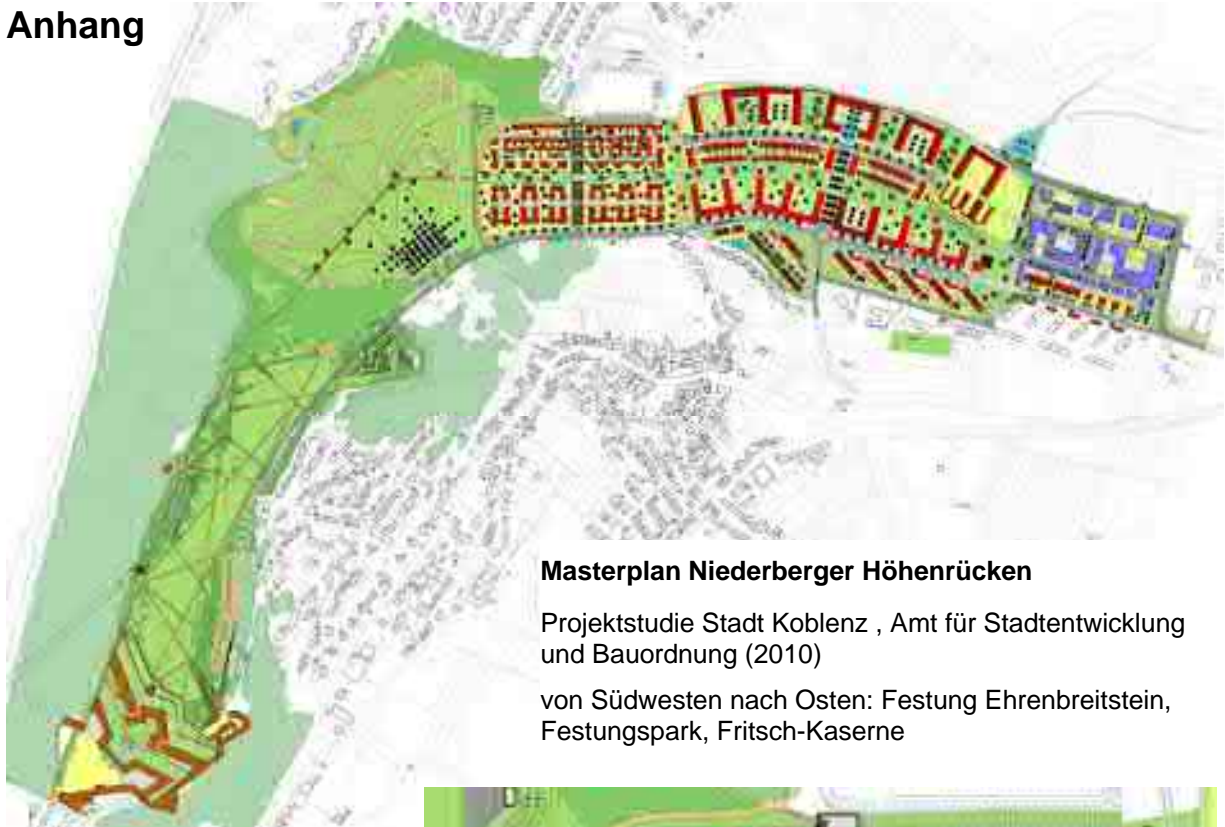 Anhang
Masterplan Niederberger Höhenrücken
Projektstudie Stadt Koblenz , Amt für Stadtentwicklung
und Bauordnung (2010)
von Südwesten nach Osten: Festung Ehrenbreitstein,
Festungspark, Fritsch-Kaserne